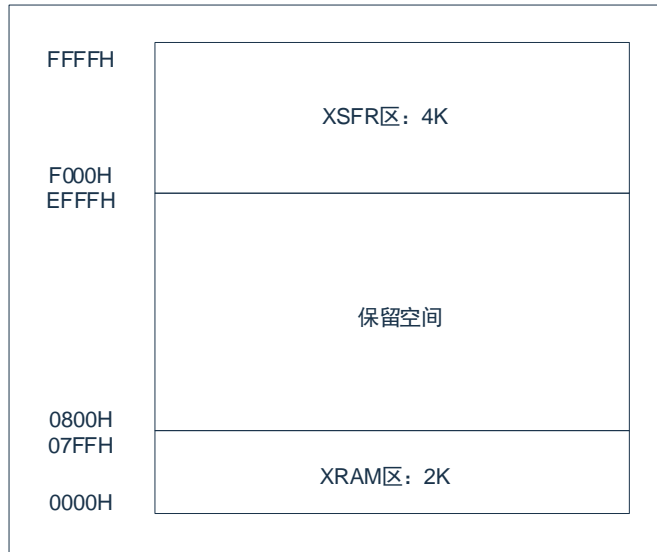 FFFFH
XSFR区：4K
F000H
EFFFH
保留空间
0800H
07FFH
XRAM区：2K
0000H